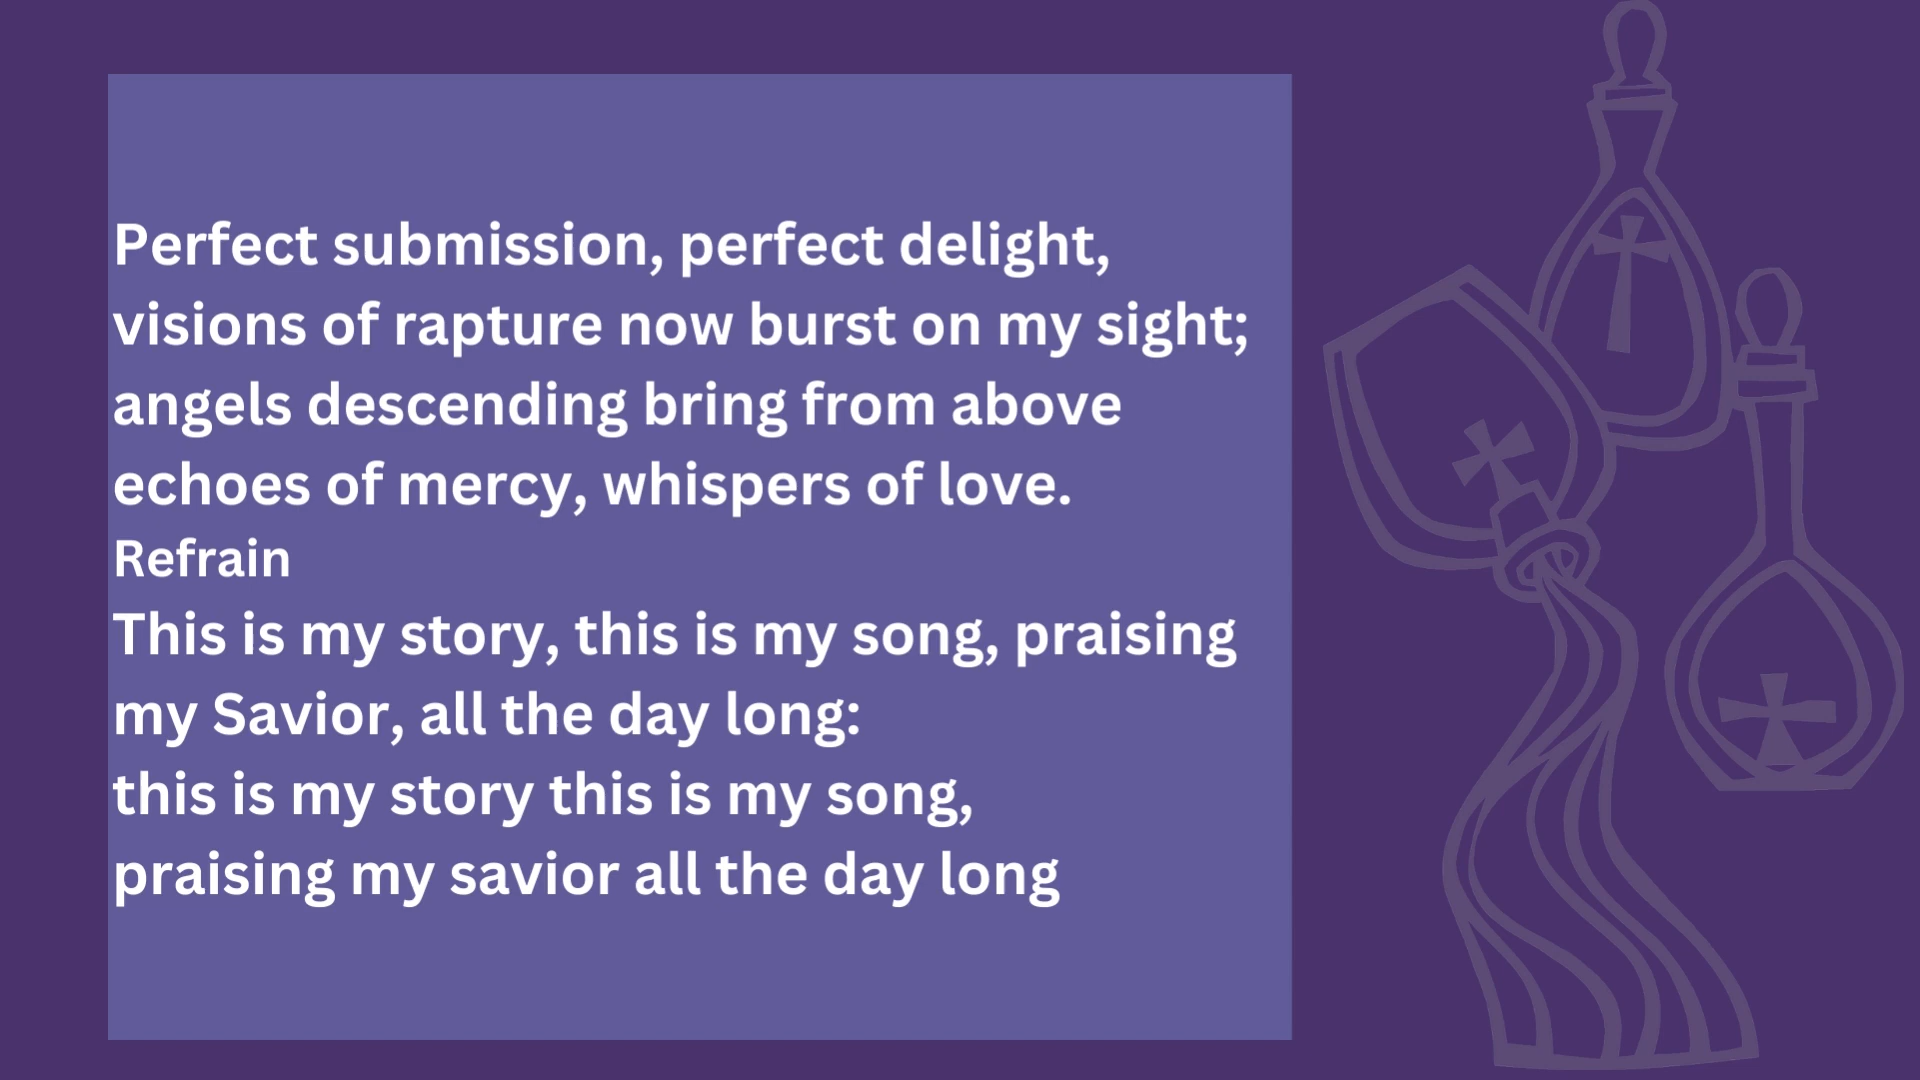 Perfect submission, perfect delight,
visions of rapture now burst on my sight;
angels descending bring from above
echoes of mercy, whispers of love.
Refrain
This is my story, this is my song, praising
my Savior, all the day long:
this is my story this is my song,
praising my savior all the day long